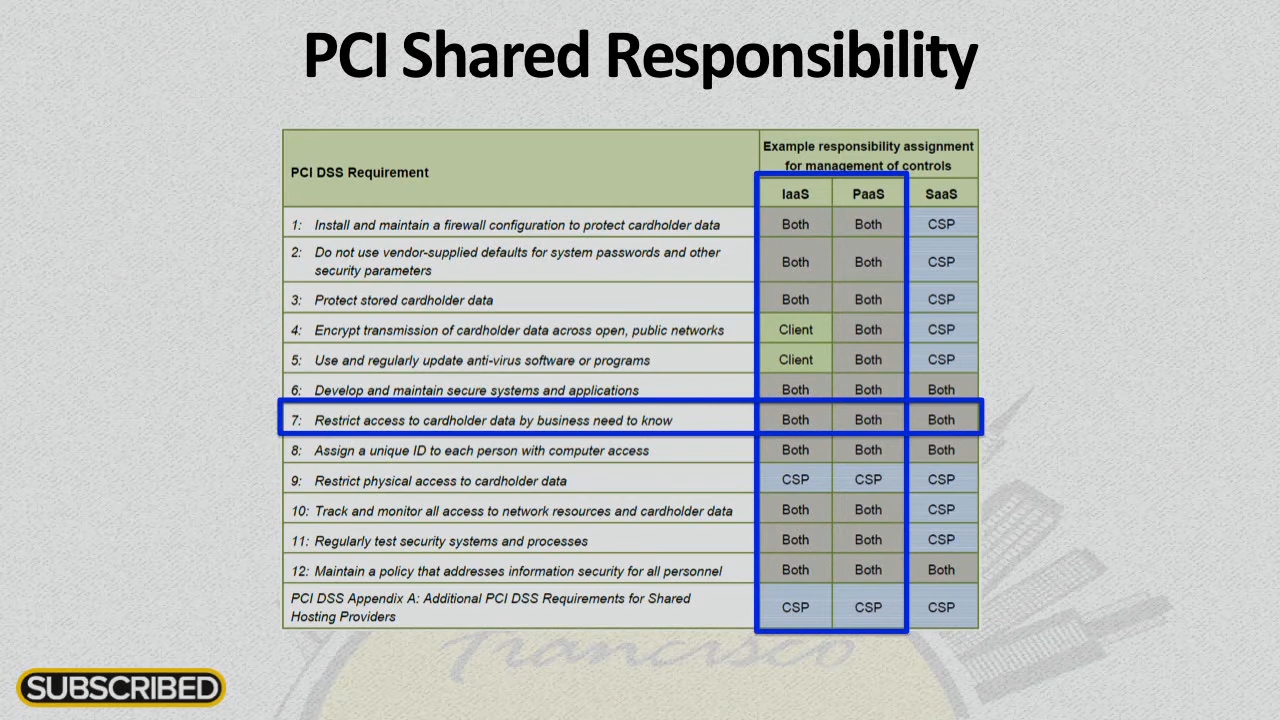 PCI Shared Responsibility
PCI DSS Requirement
Example responsibility assignment
for management of controls
IaaS PaaS SaaS
1: Install and maintain a firewall configuration to protect cardholder data Both Both CSP
2: Do not use vendor-supplied defaults for system passwords and other
security parameters Both Both CSP
3: Protect stored cardholder data Both Both CSP
4: Encrypt transmission of cardholder data across open, public networks Client Both CSP
5: Use and regularly update anti-virus software or programs Client Both CSP
6: Develop and maintain secure systems and applications Both Both Both
7: Restrict access to cardholder data by business need to know Both Both Both
8: Assign a unique ID to each person with computer access Both Both Both
9: Restrict physical access to cardholder data CSP CSP CSP
10: Track and monitor all access to network resources and cardholder data Both Both CSP
11: Regularly test security systems and processes Both Both CSP
12: Maintain a policy that addresses information security for all personnel Both Both Both
PCI DSS Appendix A: Additional PCI DSS Requirements for Shared
Hosting Providers CSP CSP CSP
Francisco
SUBSCRIBED